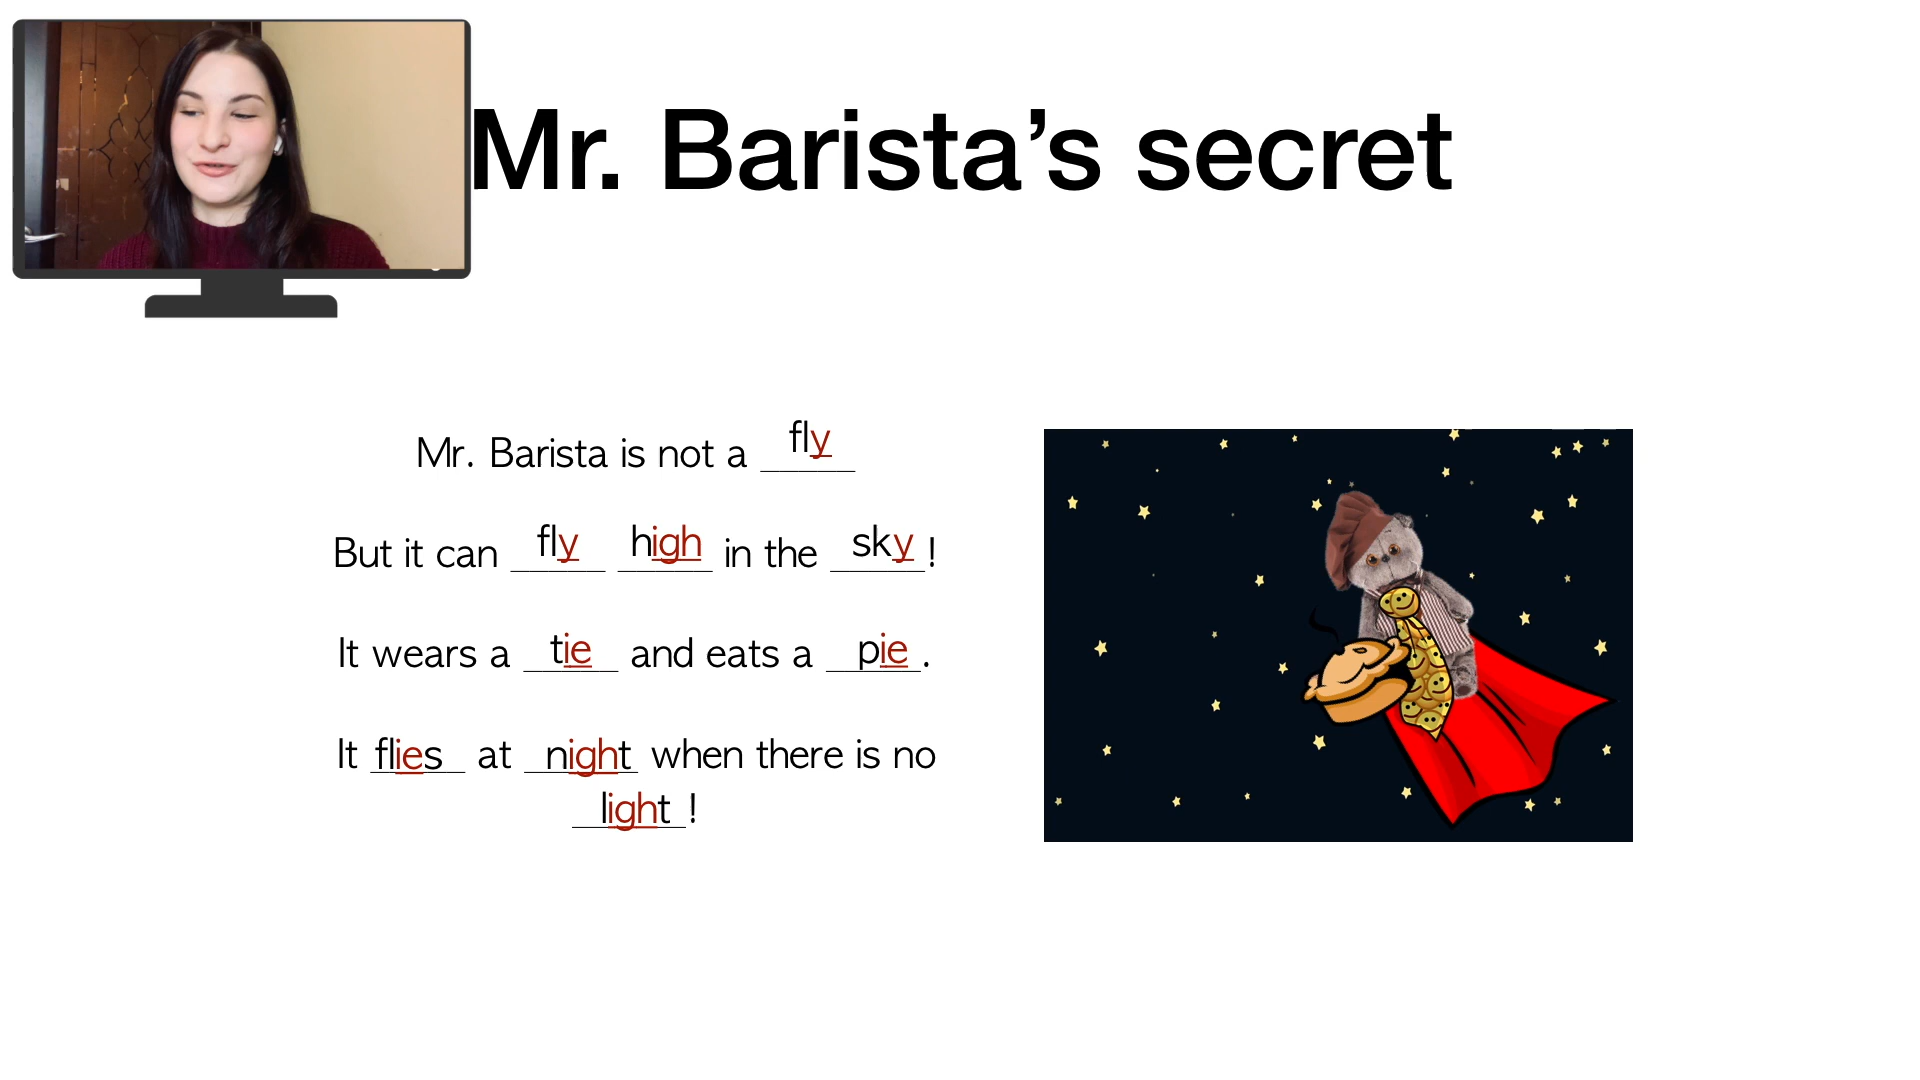 Mr. Barista’s secret
Mr. Barista is not a fly
But it can fly high in the sky!
It wears a tie and eats a pie.
It flies at night when there is no
light!